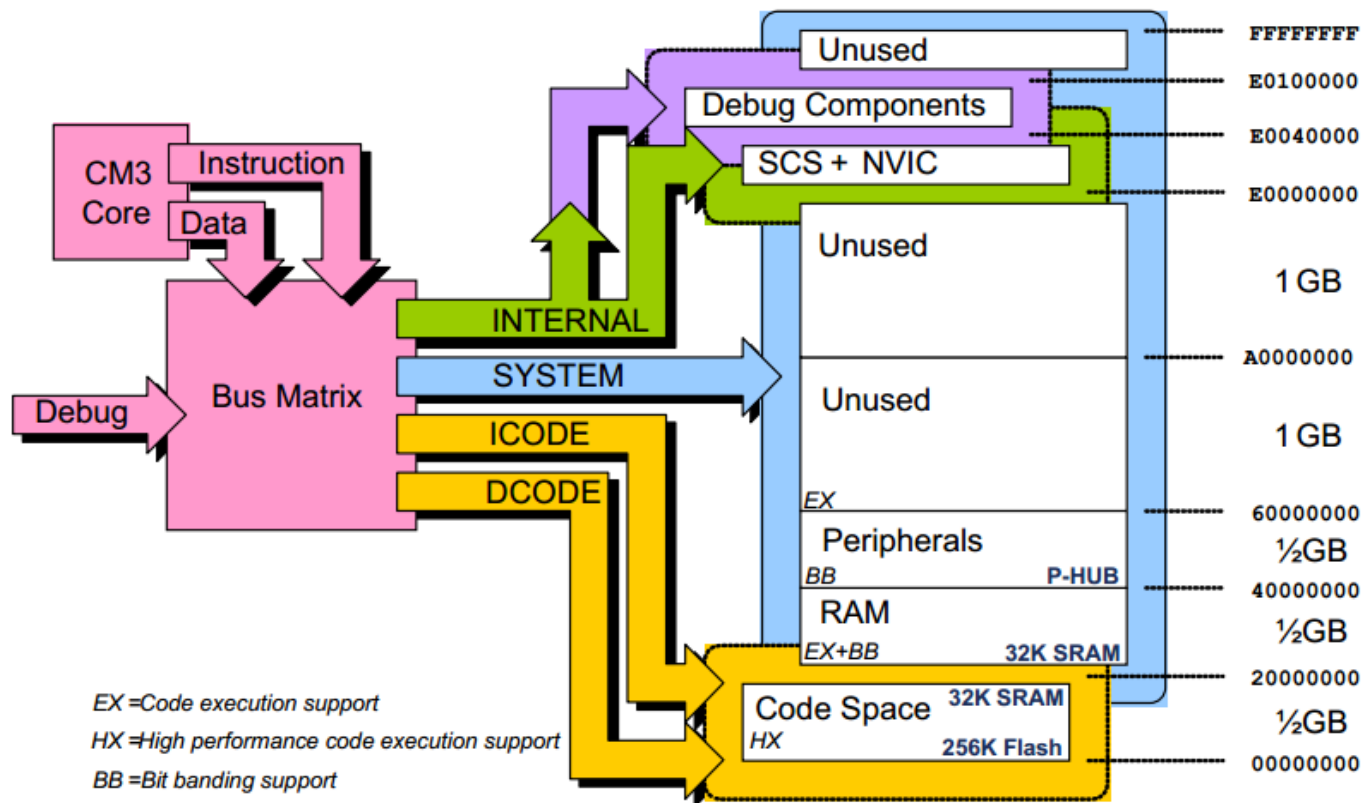 Unused
FFFFFFFF
E0100000
Debug Components
E0040000
CM3
Core
Instruction
Data
SCS + NVIC
E0000000
Unused
1 GB
INTERNAL
A0000000
SYSTEM
Bus Matrix
Debug
Unused
1 GB
ICODE
DCODE
EX
60000000
Peripherals
½GB
BB
P-HUB
40000000
RAM
½GB
EX+BB
32K SRAM
20000000
Code Space
32K SRAM
HX
256K Flash
½GB
00000000
EX =Code execution support
HX =High performance code execution support
BB =Bit banding support